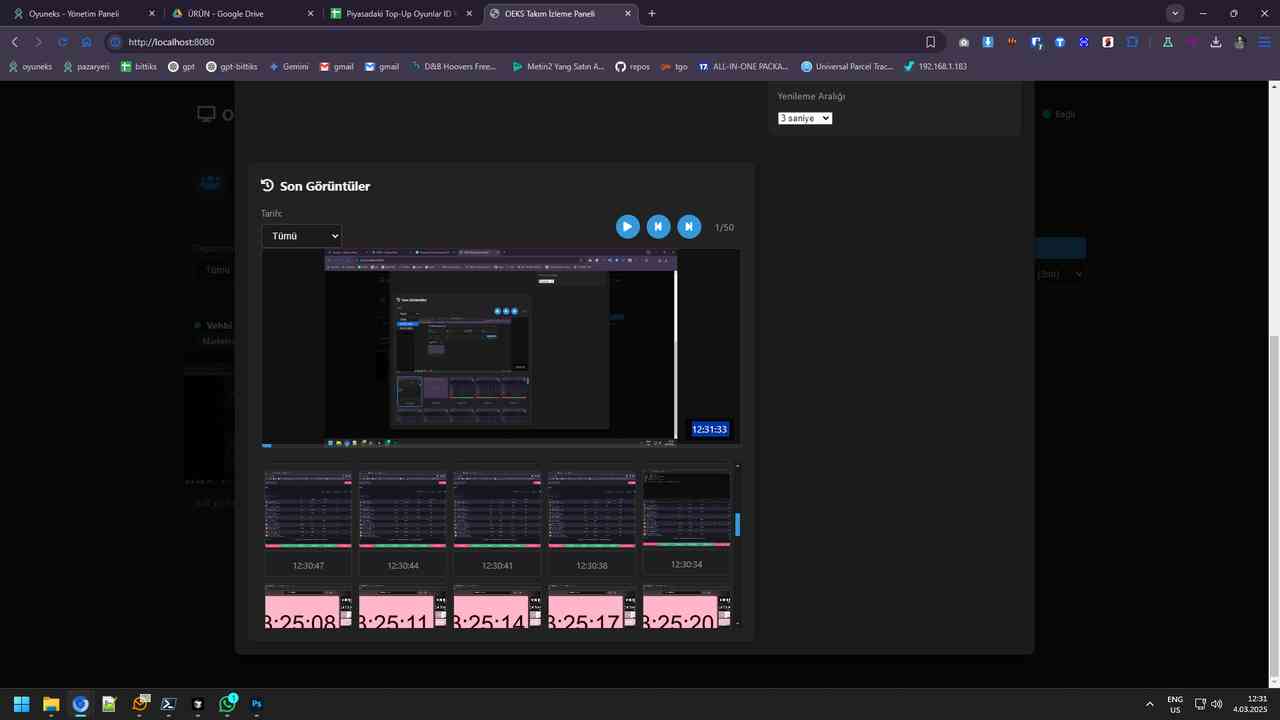 Oyuneks - Yönetim Paneli
ÜRÜN - Google Drive
Piyasadaki Top-Up Oyunlar ID
OEKS Takım İzleme Paneli
http://localhost:8080
oyuneks
pazaryeri
bittiks
gpt
gpt-bittiks
Gemini
gmail
gmail
D&B Hoovers Free...
Metin2 Yang Satın A...
repos
tgo
ALL-IN-ONE PACKA...
Universal Parcel Trac...
192.168.1.183
O
Yenileme Aralığı
Bağlı
3 saniye
Son Görüntüler
Tarih:
Tümü
1/50
Tümü
Vehbi
12:31:33
12:30:47
12:30:44
12:30:41
12:30:38
12:30:34
3:25:08
3:25:11
3:25:14
3:25:17
3:25:20
1
ENG
US
12:31
4.03.2025